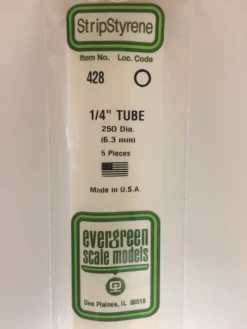 StripStyrene
Item No. Loc. Code
428
1/4" TUBE
250 Dia.
(6.3 mm)
5 Pieces
Made in U.S.A.
evergreen
scale models
Des Plaines, IL 60018